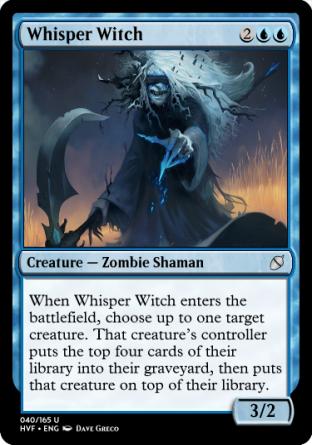 Whisper Witch 2
Creature — Zombie Shaman
When Whisper Witch enters the
battlefield, choose up to one target
creature. That creature's controller
puts the top four cards of their
library into their graveyard, then puts
that creature on top of their library.
3/2
040/165 U
HVF • ENG Dave Greco